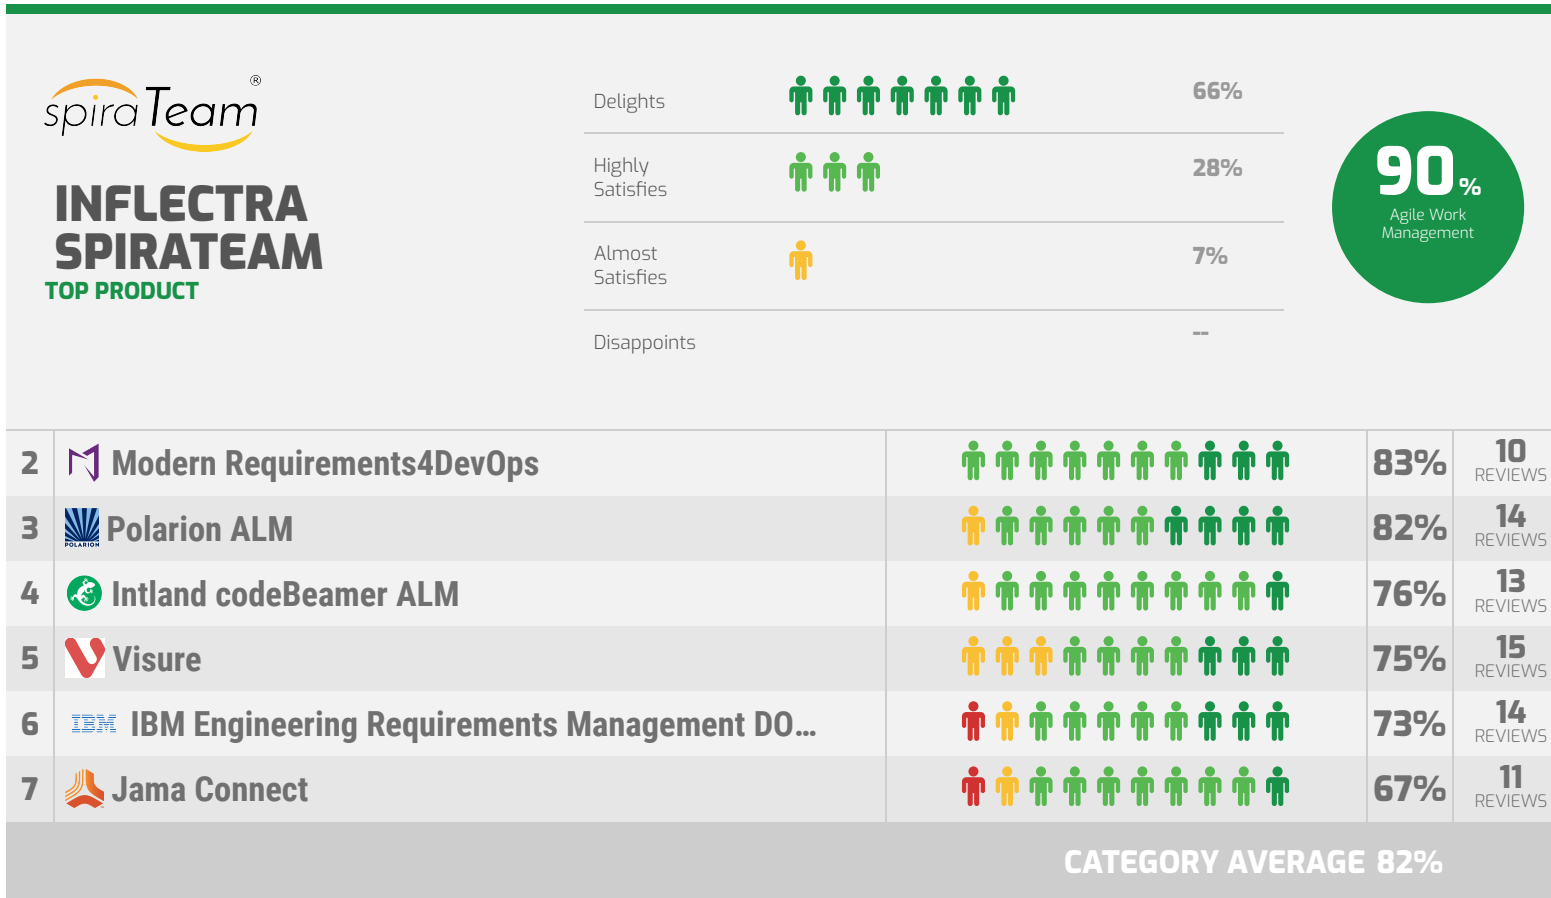 spiraTeam®
INFLECTRA
SPIRATEAM
TOP PRODUCT
Delights
66%
Highly
Satisfies
28%
Almost
Satisfies
7%
Disappoints
--
90%
Agile Work
Management
2 Modern Requirements4DevOps 83% 10
REVIEWS
3 POLARION Polarion ALM 82% 14
REVIEWS
4 Intland codeBeamer ALM 76% 13
REVIEWS
5 Visure 75% 15
REVIEWS
6 IBM IBM Engineering Requirements Management DO... 73% 14
REVIEWS
7 Jama Connect 67% 11
REVIEWS
CATEGORY AVERAGE 82%